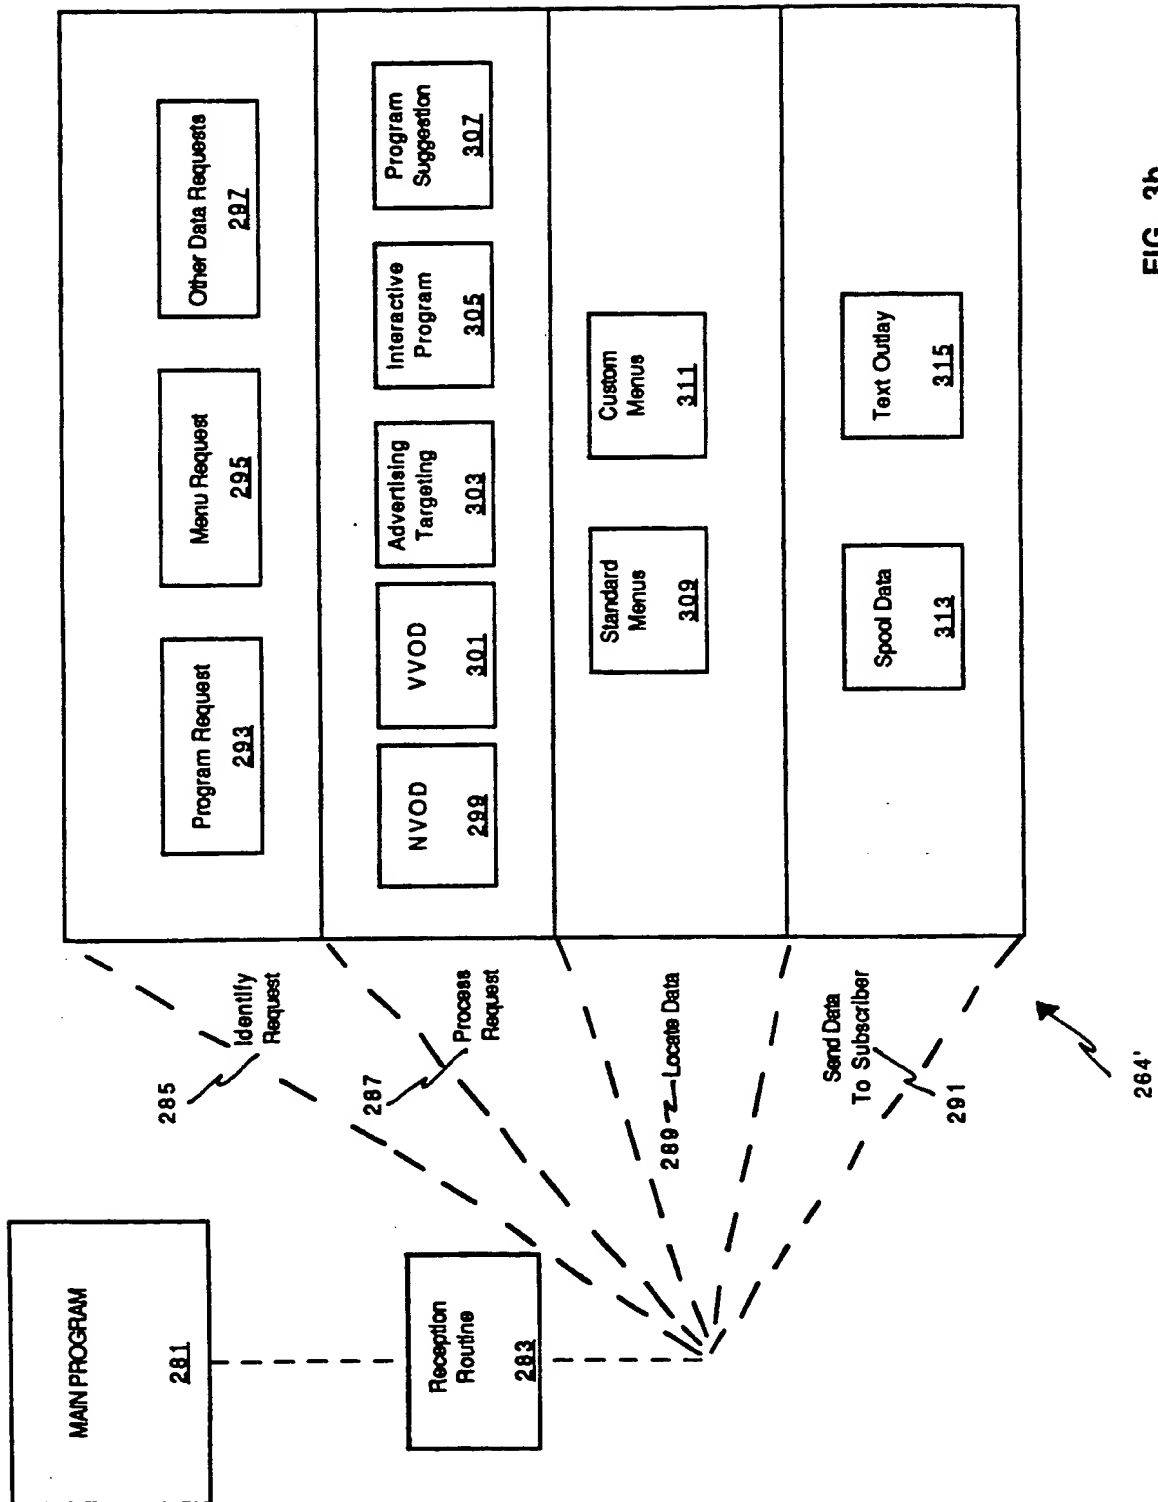 MAIN PROGRAM
281
Reception
Routine
283
285
Identify
Request
287
Process
Request
289
Locate Data
Send Data
To Subscriber
291
Program Request
293
Menu Request
295
Other Data Requests
297
NVOD
299
VVOD
301
Advertising
Targeting
303
Interactive
Program
305
Program
Suggestion
307
Standard
Menus
309
Custom
Menus
311
Spool Data
313
Text Outlay
315
264'
FIG. 3b